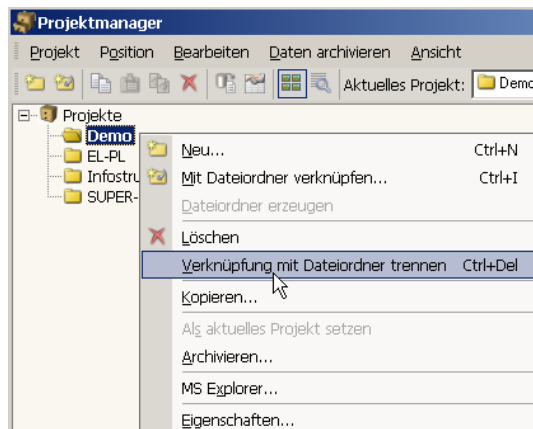 Projektmanager
Projekt Position Bearbeiten Daten archivieren Ansicht
Aktuelles Projekt: Demo
Projekte
Demo
EL-PL
Infostru
SUPER-
Neu... Ctrl+N
Mit Dateiordner verknüpfen... Ctrl+I
Dateiordner erzeugen
Löschen
Verknüpfung mit Dateiordner trennen Ctrl+Del
Kopieren...
Als aktuelles Projekt setzen
Archivieren...
MS Explorer...
Eigenschaften...